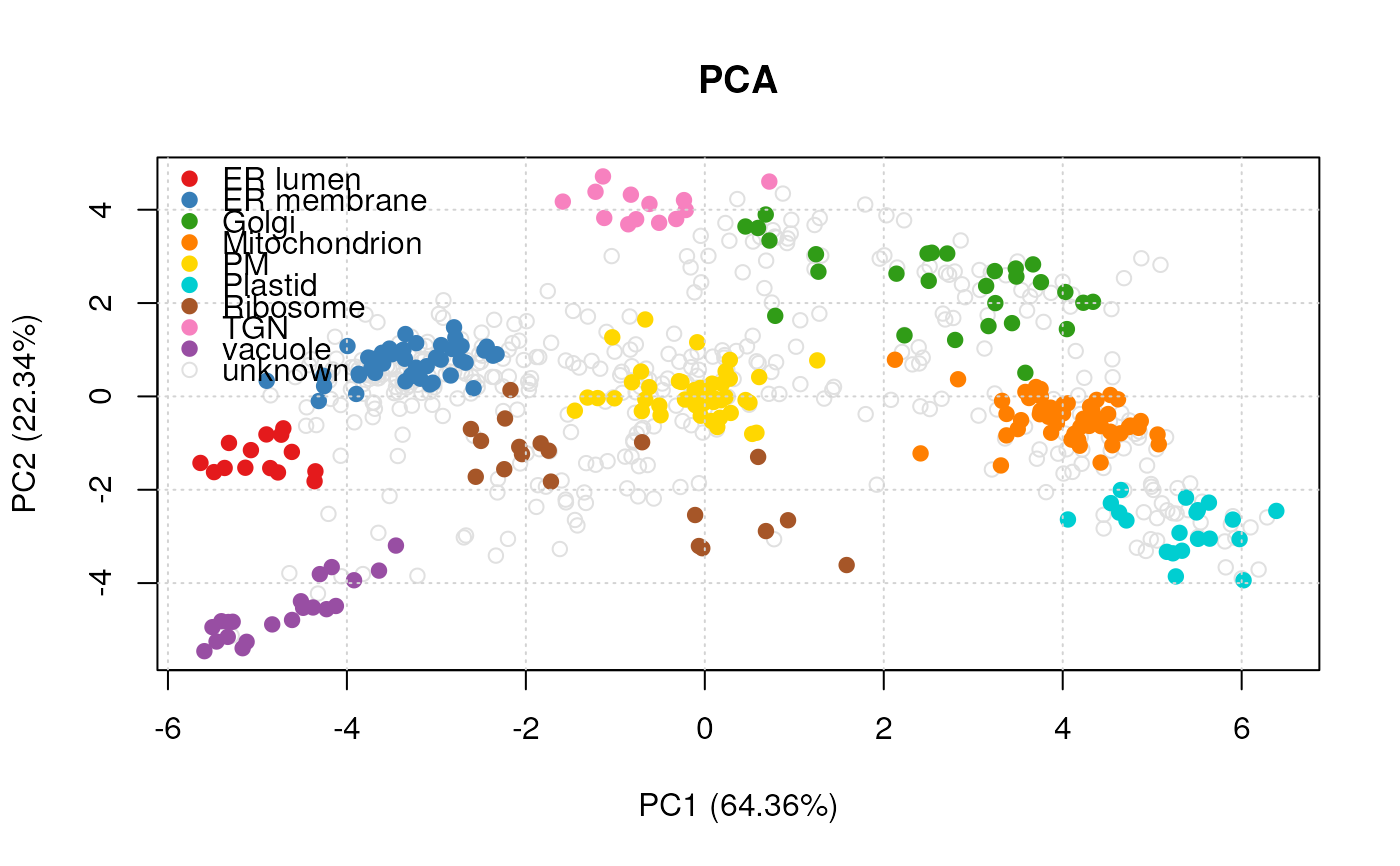 PCA
ER lumen
ER membrane
Golgi
Mitochondrion
PM
Plastid
Ribosome
TGN
vacuole
unknown
4
2
0
-2
-4
PC2 (22.34%)
-6 -4 -2 0 2 4 6
PC1 (64.36%)